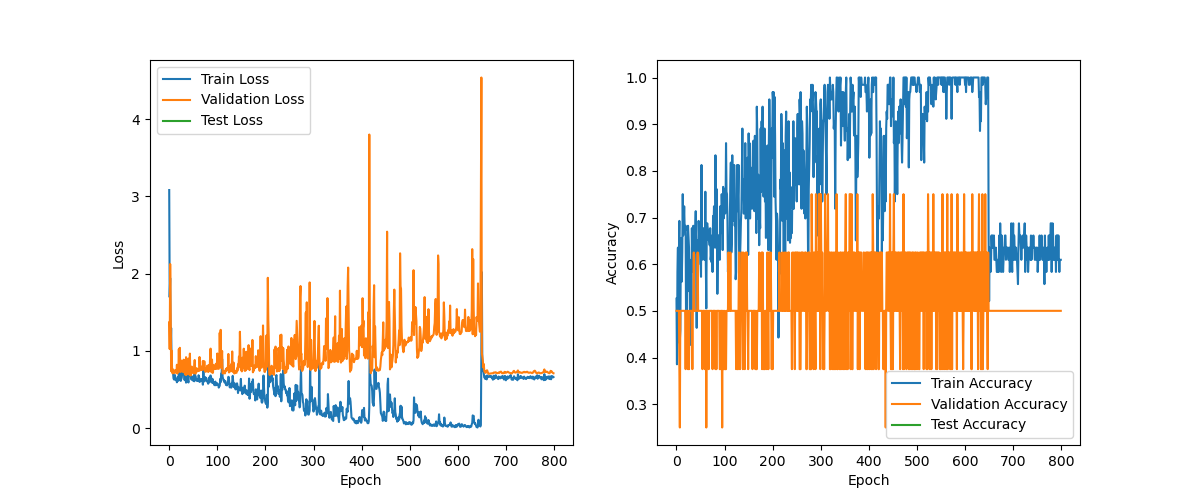 Train Loss
Validation Loss
Test Loss
4
3
2
1
0
Loss
0 100 200 300 400 500 600 700 800
Epoch
1.0
0.9
0.8
0.7
0.6
0.5
0.4
0.3
Accuracy
Train Accuracy
Validation Accuracy
Test Accuracy
0 100 200 300 400 500 600 700 800
Epoch